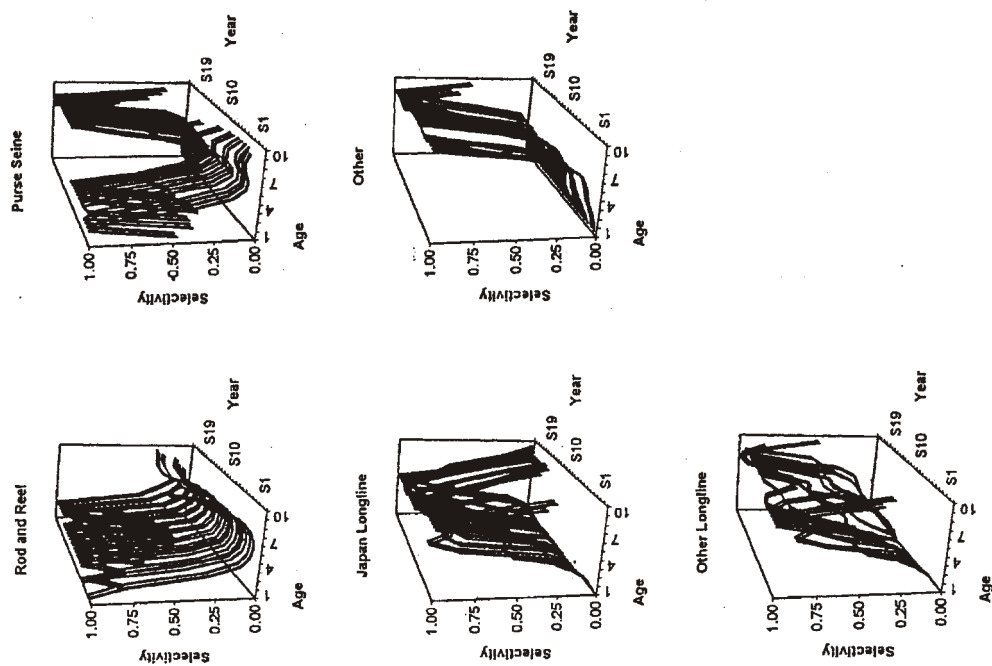 Rod and Reel
1.00
0.75
0.50
0.25
0.00
Selectivity
1
4
7
10
Age
S1
S10
S19
Year
Purse Seine
1.00
0.75
0.50
0.25
0.00
Selectivity
1
4
7
10
Age
S1
S10
S19
Year
Japan Longline
1.00
0.75
0.50
0.25
0.00
Selectivity
1
4
7
10
Age
S1
S10
S19
Year
Other
1.00
0.75
0.50
0.25
0.00
Selectivity
1
4
7
10
Age
S1
S10
S19
Year
Other Longline
1.00
0.75
0.50
0.25
0.00
Selectivity
1
4
7
10
Age
S1
S10
S19
Year